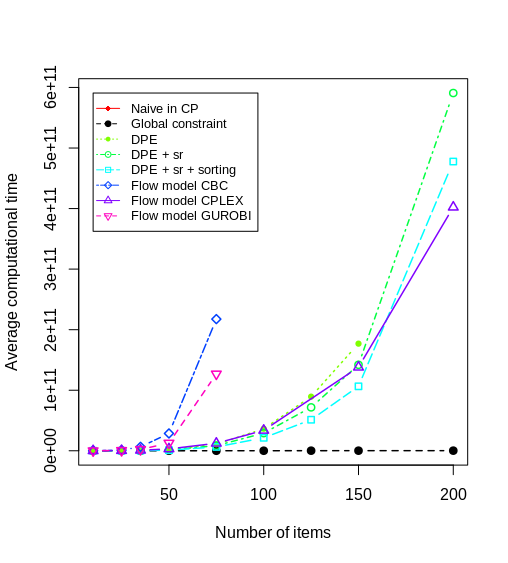 Average computational time
6e+11
5e+11
4e+11
3e+11
2e+11
1e+11
0e+00
Naive in CP
Global constraint
DPE
DPE + sr
DPE + sr + sorting
Flow model CBC
Flow model CPLEX
Flow model GUROBI
50 100 150 200
Number of items